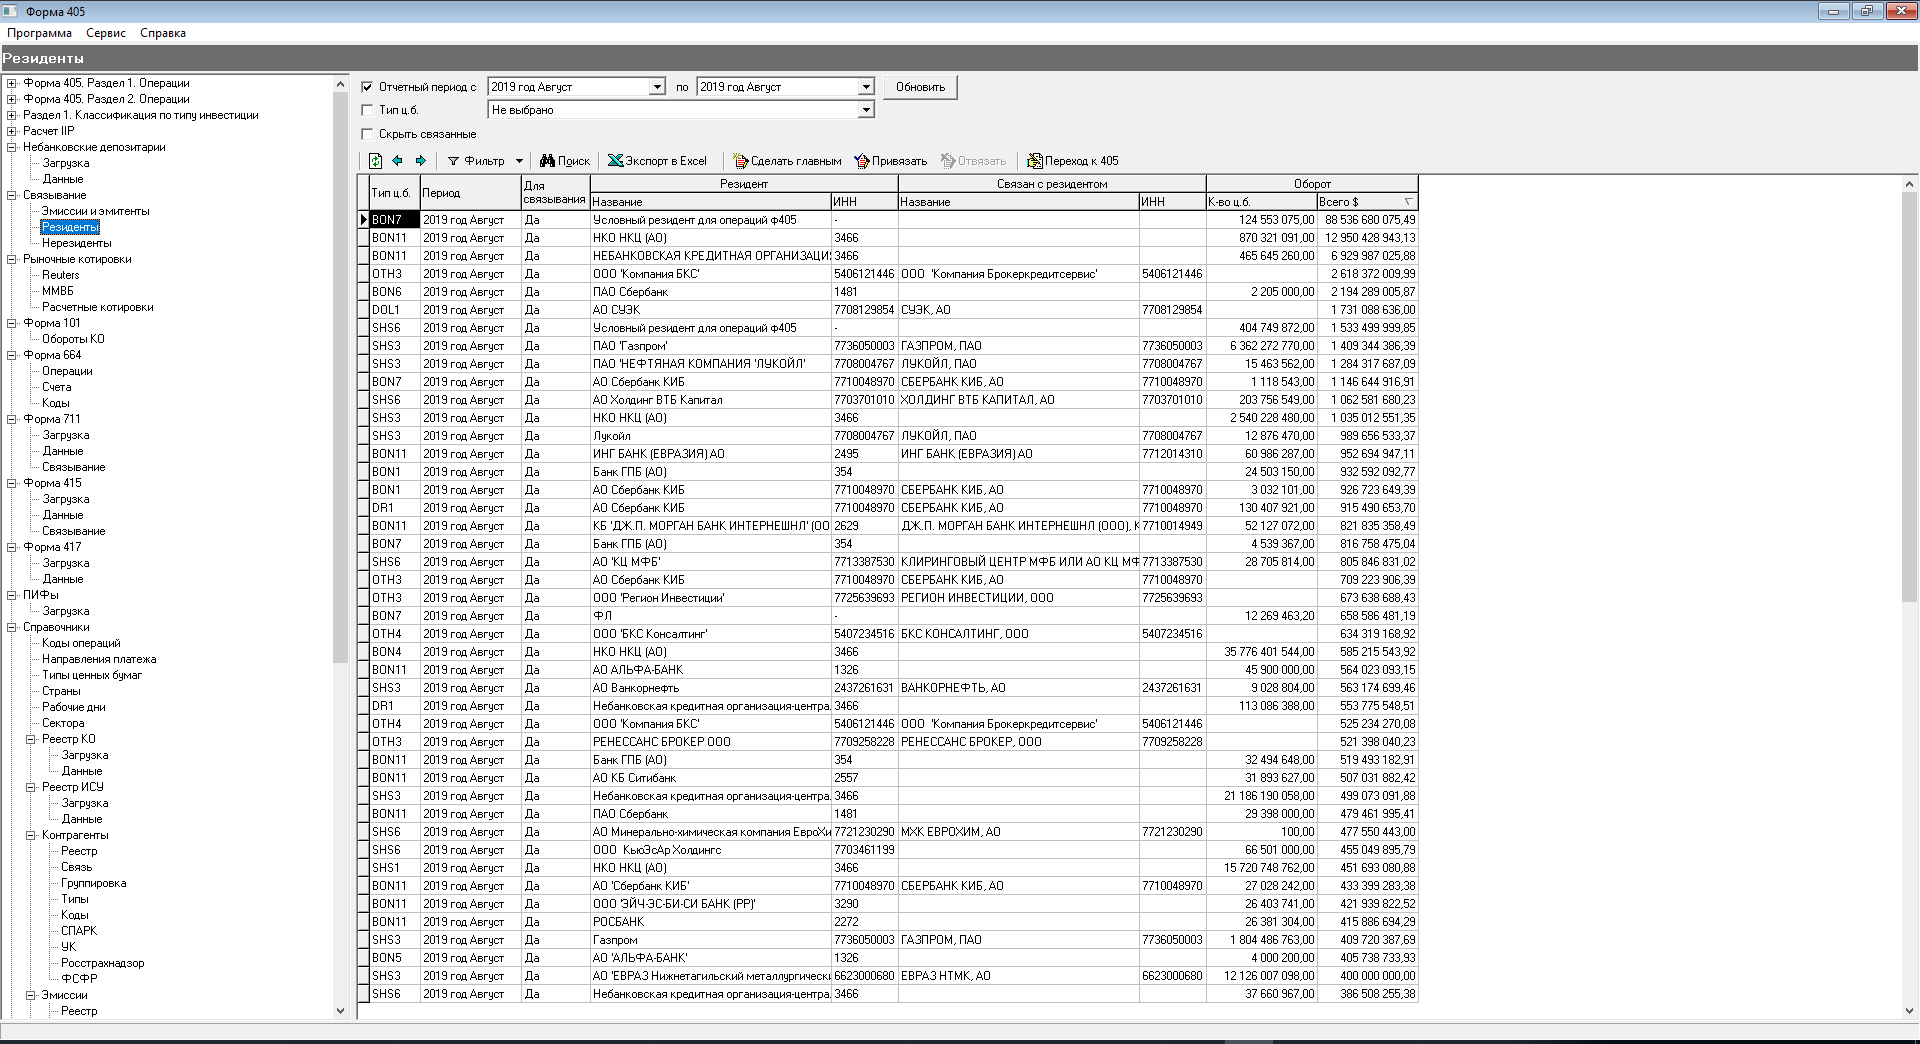 Форма 405
Программа Сервис Справка
Резиденты
Форма 405. Раздел 1. Операции
Форма 405. Раздел 2. Операции
Раздел 1. Классификация по типу инвестиции
Расчет IIP
Небанковские депозитарии
Загрузка
Данные
Связывание
Эмиссии и эмитенты
Резиденты
Нерезиденты
Рыночные котировки
Reuters
ММВБ
Расчетные котировки
Форма 101
Обороты КО
Форма 664
Операции
Счета
Коды
Форма 711
Загрузка
Данные
Связывание
Форма 415
Загрузка
Данные
Связывание
Форма 417
Загрузка
Данные
ПИФы
Загрузка
Справочники
Коды операций
Направления платежа
Типы ценных бумаг
Страны
Рабочие дни
Сектора
Реестр КО
Загрузка
Данные
Реестр ИСУ
Загрузка
Данные
Контрагенты
Реестр
Связь
Группировка
Типы
Коды
СПАРК
УК
Росстрахнадзор
ФСФР
Эмиссии
Реестр
Отчетный период с 2019 год Август по 2019 год Август Обновить
Тип ц.б. Не выбрано
Скрыть связанные
Фильтр Поиск Экспорт в Excel Сделать главным Привязать Отвязать Переход к 405
Тип ц.б. Период Для связывания Резидент Связан с резидентом Оборот
Название ИНН Название ИНН К-во ц.б. Всего $
BON7 2019 год Август Да Условный резидент для операций ф405 - 124 553 075,00 88 536 680 075,49
BON11 2019 год Август Да НКО НКЦ (АО) 3466 870 321 091,00 12 950 428 943,13
BON11 2019 год Август Да НЕБАНКОВСКАЯ КРЕДИТНАЯ ОРГАНИЗАЦИЯ 3466 465 645 260,00 6 929 987 025,88
OTH3 2019 год Август Да ООО 'Компания БКС' 5406121446 ООО 'Компания Брокеркредитсервис' 5406121446 2 618 372 009,99
BON6 2019 год Август Да ПАО Сбербанк 1481 2 205 000,00 2 194 289 005,87
DOL1 2019 год Август Да АО СУЭК 7708129854 СУЭК, АО 7708129854 1 731 088 636,00
SHS6 2019 год Август Да Условный резидент для операций ф405 - 404 749 872,00 1 533 499 999,85
SHS3 2019 год Август Да ПАО 'Газпром' 7736050003 ГАЗПРОМ, ПАО 7736050003 6 362 272 770,00 1 409 344 386,39
SHS3 2019 год Август Да ПАО 'НЕФТЯНАЯ КОМПАНИЯ 'ЛУКОЙЛ' 7708004767 ЛУКОЙЛ, ПАО 7708004767 15 463 562,00 1 284 317 687,09
BON7 2019 год Август Да АО Сбербанк КИБ 7710048970 СБЕРБАНК КИБ, АО 7710048970 1 118 543,00 1 146 644 916,91
SHS6 2019 год Август Да АО Холдинг ВТБ Капитал 7703701010 ХОЛДИНГ ВТБ КАПИТАЛ, АО 7703701010 203 756 549,00 1 062 581 680,23
SHS3 2019 год Август Да НКО НКЦ (АО) 3466 2 540 228 480,00 1 035 012 551,35
SHS3 2019 год Август Да Лукойл 7708004767 ЛУКОЙЛ, ПАО 7708004767 12 876 470,00 989 656 533,37
BON11 2019 год Август Да ИНГ БАНК (ЕВРАЗИЯ) АО 2495 ИНГ БАНК (ЕВРАЗИЯ) АО 7712014310 60 986 287,00 952 694 947,11
BON1 2019 год Август Да Банк ГПБ (АО) 354 24 503 150,00 932 592 092,77
BON1 2019 год Август Да АО Сбербанк КИБ 7710048970 СБЕРБАНК КИБ, АО 7710048970 3 032 101,00 926 723 649,39
DR1 2019 год Август Да АО Сбербанк КИБ 7710048970 СБЕРБАНК КИБ, АО 7710048970 130 407 921,00 915 490 653,70
BON11 2019 год Август Да КБ 'ДЖ.П. МОРГАН БАНК ИНТЕРНЕШНЛ' (ОО 2629 ДЖ.П. МОРГАН БАНК ИНТЕРНЕШНЛ (ООО), К 7710014949 52 127 072,00 821 835 358,49
BON7 2019 год Август Да Банк ГПБ (АО) 354 4 539 367,00 816 758 475,04
SHS6 2019 год Август Да АО 'КЦ МФБ' 7713387530 КЛИРИНГОВЫЙ ЦЕНТР МФБ ИЛИ АО КЦ МФ 7713387530 28 705 814,00 805 846 831,02
OTH3 2019 год Август Да АО Сбербанк КИБ 7710048970 СБЕРБАНК КИБ, АО 7710048970 709 223 906,39
OTH3 2019 год Август Да ООО 'Регион Инвестиции' 7725639693 РЕГИОН ИНВЕСТИЦИИ, ООО 7725639693 673 638 688,43
BON7 2019 год Август Да ФЛ - 12 269 463,20 658 586 481,19
OTH4 2019 год Август Да ООО 'БКС Консалтинг' 5407234516 БКС КОНСАЛТИНГ, ООО 5407234516 634 319 168,92
BON4 2019 год Август Да НКО НКЦ (АО) 3466 35 776 401 544,00 585 215 543,92
BON11 2019 год Август Да АО АЛЬФА-БАНК 1326 45 900 000,00 564 023 093,15
SHS3 2019 год Август Да АО Ванкорнефть 2437261631 ВАНКОРНЕФТЬ, АО 2437261631 9 028 804,00 563 174 699,46
DR1 2019 год Август Да Небанковская кредитная организация-центра. 3466 113 086 388,00 553 775 548,51
OTH4 2019 год Август Да ООО 'Компания БКС' 5406121446 ООО 'Компания Брокеркредитсервис' 5406121446 525 234 270,08
OTH3 2019 год Август Да РЕНЕССАНС БРОКЕР ООО 7709258228 РЕНЕССАНС БРОКЕР, ООО 7709258228 521 398 040,23
BON11 2019 год Август Да Банк ГПБ (АО) 354 32 494 648,00 519 493 182,91
BON11 2019 год Август Да АО КБ Ситибанк 2557 31 893 627,00 507 031 882,42
SHS3 2019 год Август Да Небанковская кредитная организация-центра. 3466 21 186 190 058,00 499 073 091,88
BON11 2019 год Август Да ПАО Сбербанк 1481 29 398 000,00 479 461 995,41
SHS6 2019 год Август Да АО Минерально-химическая компания ЕвроХи 7721230290 МХК ЕВРОХИМ, АО 7721230290 100,00 477 550 443,00
SHS6 2019 год Август Да ООО КьюЭсАр Холдингс 7703461199 66 501 000,00 455 049 895,79
SHS1 2019 год Август Да НКО НКЦ (АО) 3466 15 720 748 762,00 451 693 080,88
BON11 2019 год Август Да АО 'Сбербанк КИБ' 7710048970 СБЕРБАНК КИБ, АО 7710048970 27 028 242,00 433 399 283,38
BON11 2019 год Август Да ООО 'ЭЙЧ-ЭС-БИ-СИ БАНК (РР)' 3290 26 403 741,00 421 939 822,52
BON11 2019 год Август Да РОСБАНК 2272 26 381 304,00 415 886 694,29
SHS3 2019 год Август Да Газпром 7736050003 ГАЗПРОМ, ПАО 7736050003 1 804 486 763,00 409 720 387,69
BON5 2019 год Август Да АО 'АЛЬФА-БАНК' 1326 4 000 200,00 405 738 733,93
SHS3 2019 год Август Да АО 'ЕВРАЗ Нижнетагильский металлургически 6623000680 ЕВРАЗ НТМК, АО 6623000680 12 126 007 098,00 400 000 000,00
SHS6 2019 год Август Да Небанковская кредитная организация-центра. 3466 37 660 967,00 386 508 255,38